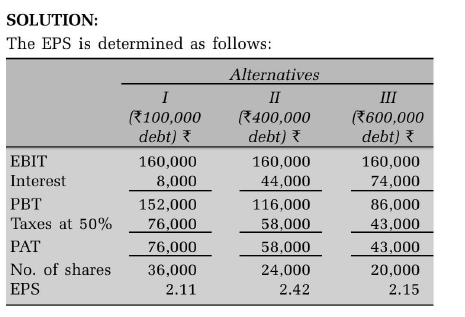 SOLUTION:
The EPS is determined as follows:
Alternatives
I II III
(₹100,000 (₹400,000 (₹600,000
debt) ₹ debt) ₹ debt) ₹
EBIT 160,000 160,000 160,000
Interest 8,000 44,000 74,000
PBT 152,000 116,000 86,000
Taxes at 50% 76,000 58,000 43,000
PAT 76,000 58,000 43,000
No. of shares 36,000 24,000 20,000
EPS 2.11 2.42 2.15